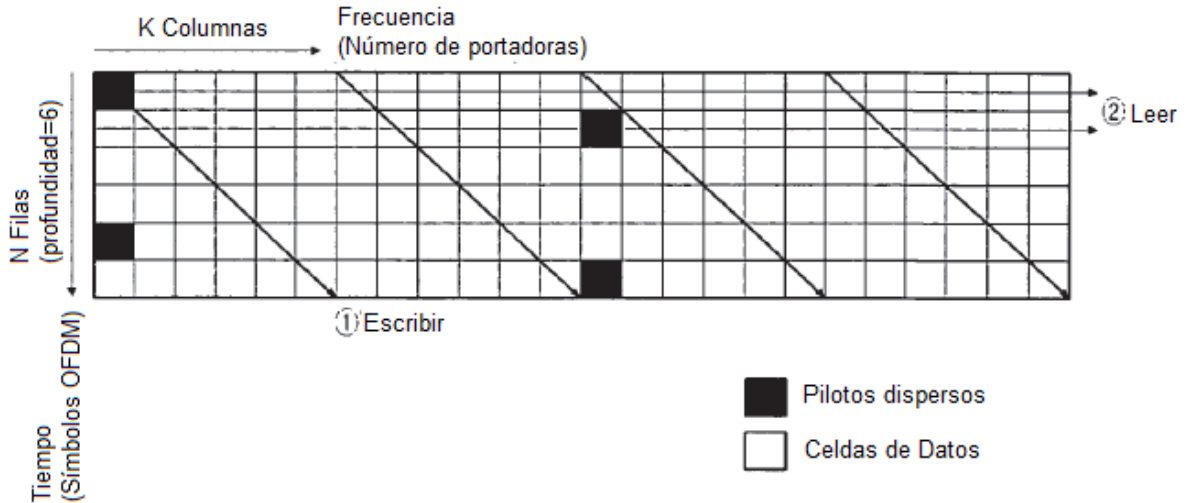 K Columnas
Frecuencia
(Número de portadoras)
N Filas
(profundidad=6)
② Leer
① Escribir
Tiempo
(Símbolos OFDM)
Pilotos dispersos
Celdas de Datos